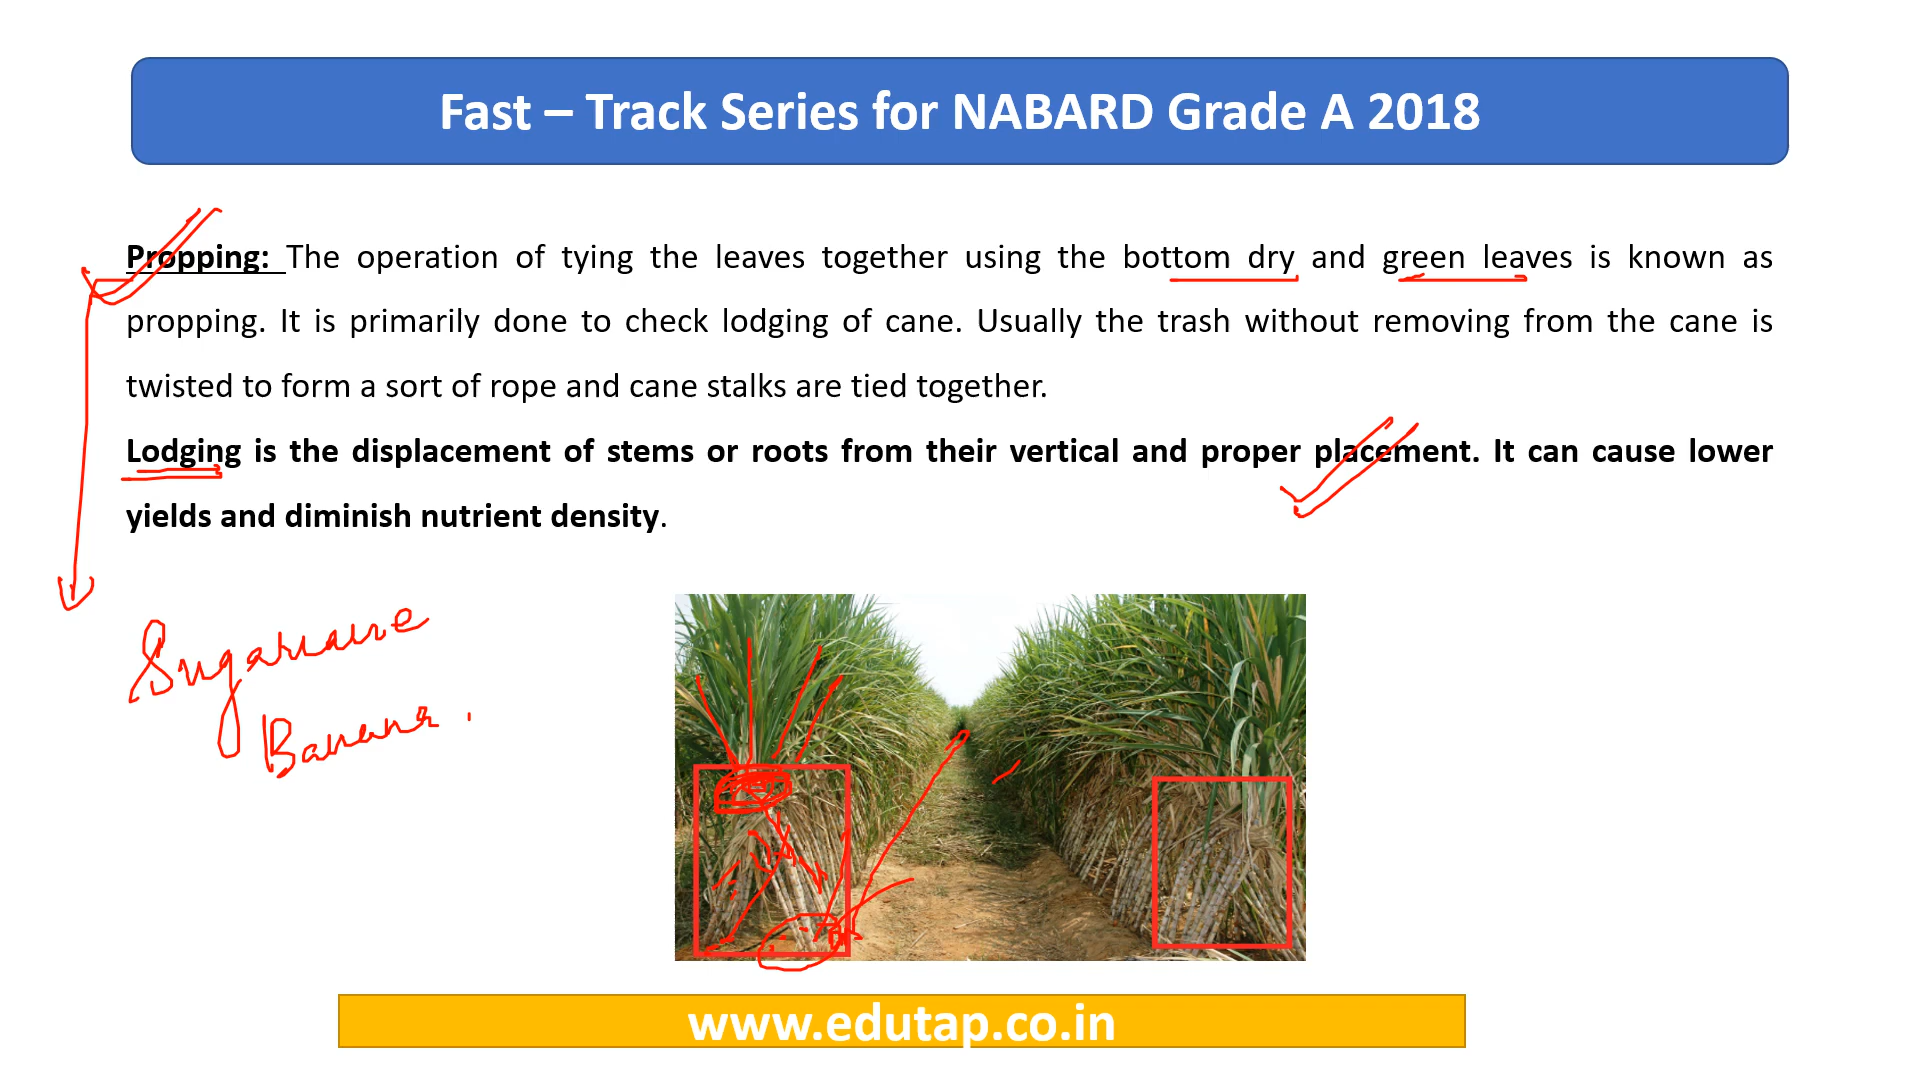 Fast – Track Series for NABARD Grade A 2018
Propping: The operation of tying the leaves together using the bottom dry and green leaves is known as
propping. It is primarily done to check lodging of cane. Usually the trash without removing from the cane is
twisted to form a sort of rope and cane stalks are tied together.
Lodging is the displacement of stems or roots from their vertical and proper placement. It can cause lower
yields and diminish nutrient density.
Sugarcane
Banana.
www.edutap.co.in